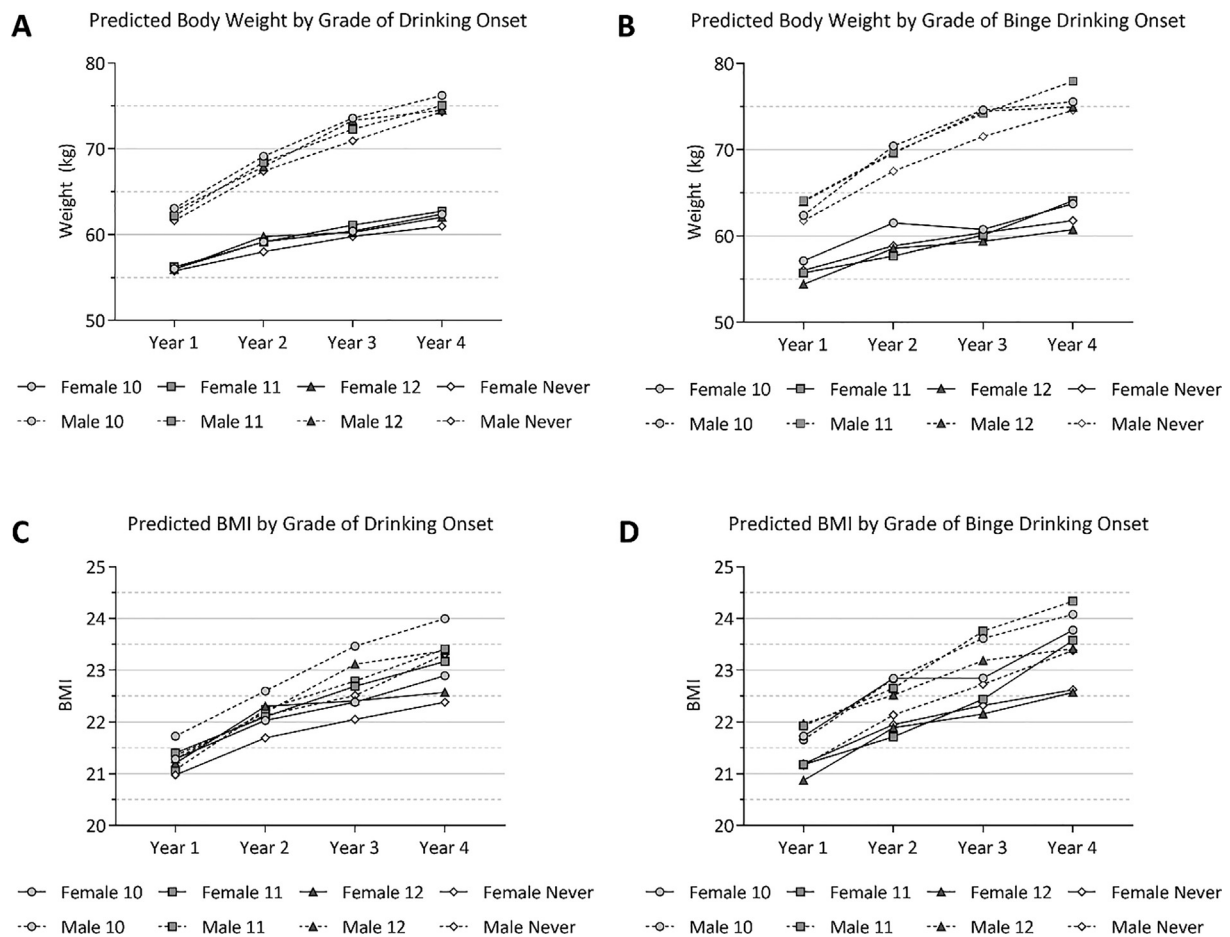 A Predicted Body Weight by Grade of Drinking Onset
80
70
60
50
Weight (kg)
Year 1 Year 2 Year 3 Year 4
Female 10 Female 11 Female 12 Female Never
Male 10 Male 11 Male 12 Male Never
B Predicted Body Weight by Grade of Binge Drinking Onset
80
70
60
50
Weight (kg)
Year 1 Year 2 Year 3 Year 4
Female 10 Female 11 Female 12 Female Never
Male 10 Male 11 Male 12 Male Never
C Predicted BMI by Grade of Drinking Onset
25
24
23
22
21
20
BMI
Year 1 Year 2 Year 3 Year 4
Female 10 Female 11 Female 12 Female Never
Male 10 Male 11 Male 12 Male Never
D Predicted BMI by Grade of Binge Drinking Onset
25
24
23
22
21
20
BMI
Year 1 Year 2 Year 3 Year 4
Female 10 Female 11 Female 12 Female Never
Male 10 Male 11 Male 12 Male Never